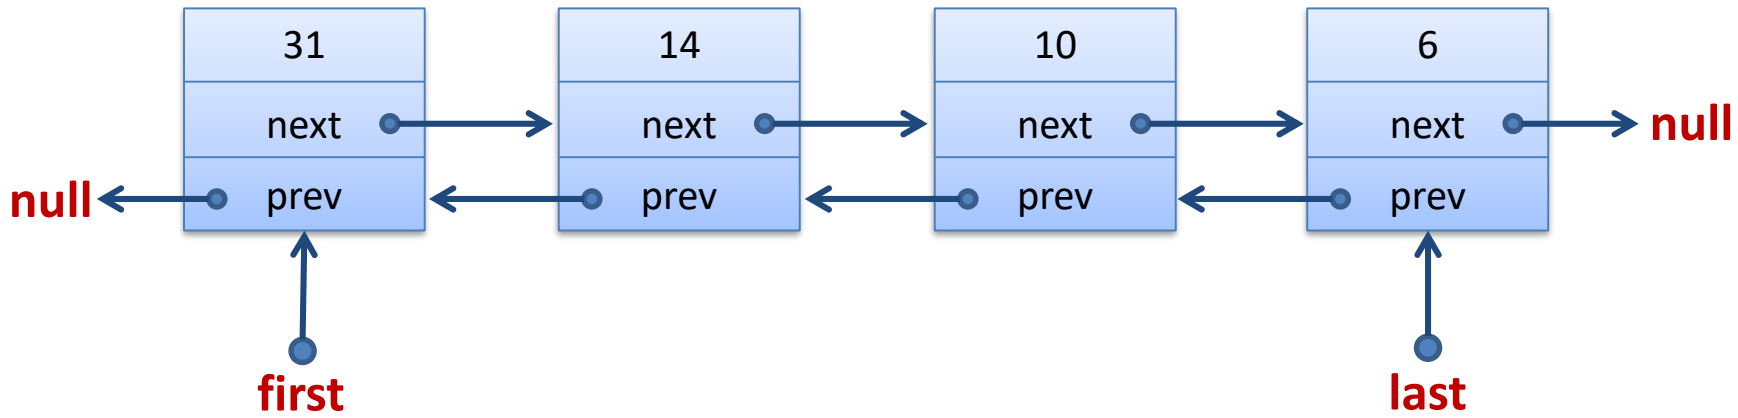 31 14 10 6
next next next next null
null prev prev prev prev
first last